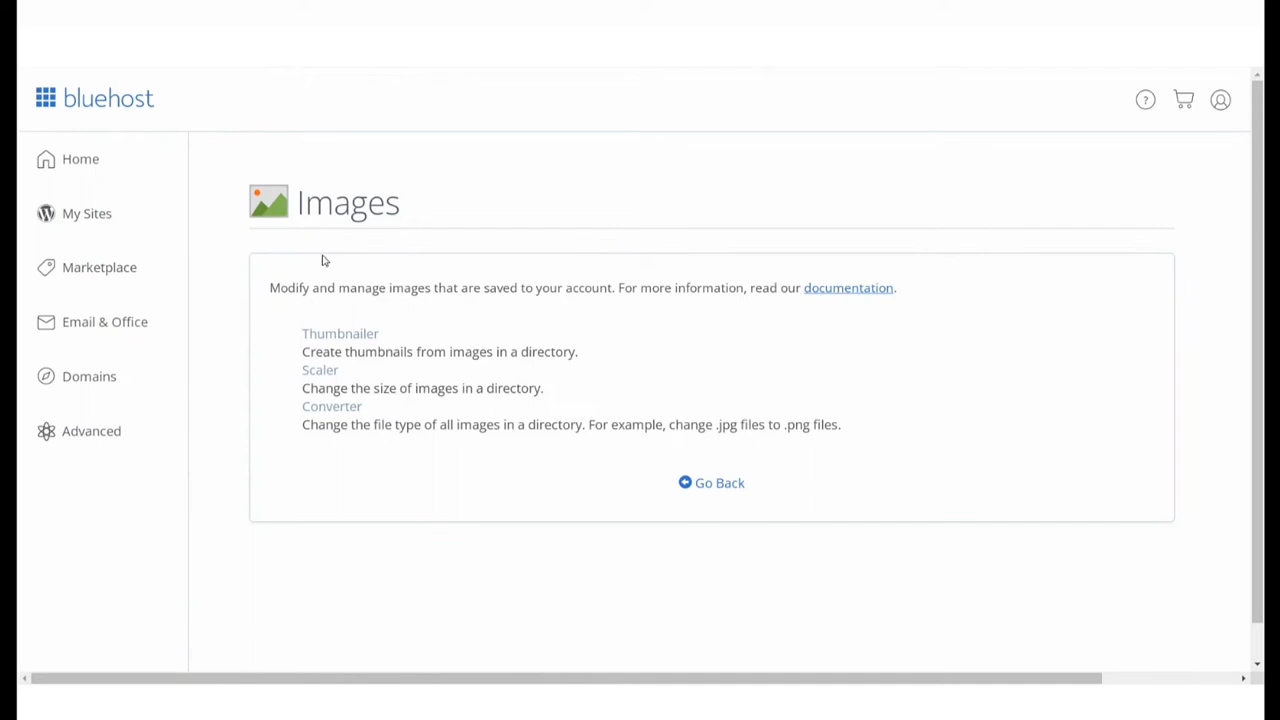 bluehost
?
Home
My Sites
Marketplace
Email & Office
Domains
Advanced
Images
Modify and manage images that are saved to your account. For more information, read our documentation.
Thumbnailer
Create thumbnails from images in a directory.
Scaler
Change the size of images in a directory.
Converter
Change the file type of all images in a directory. For example, change .jpg files to .png files.
Go Back